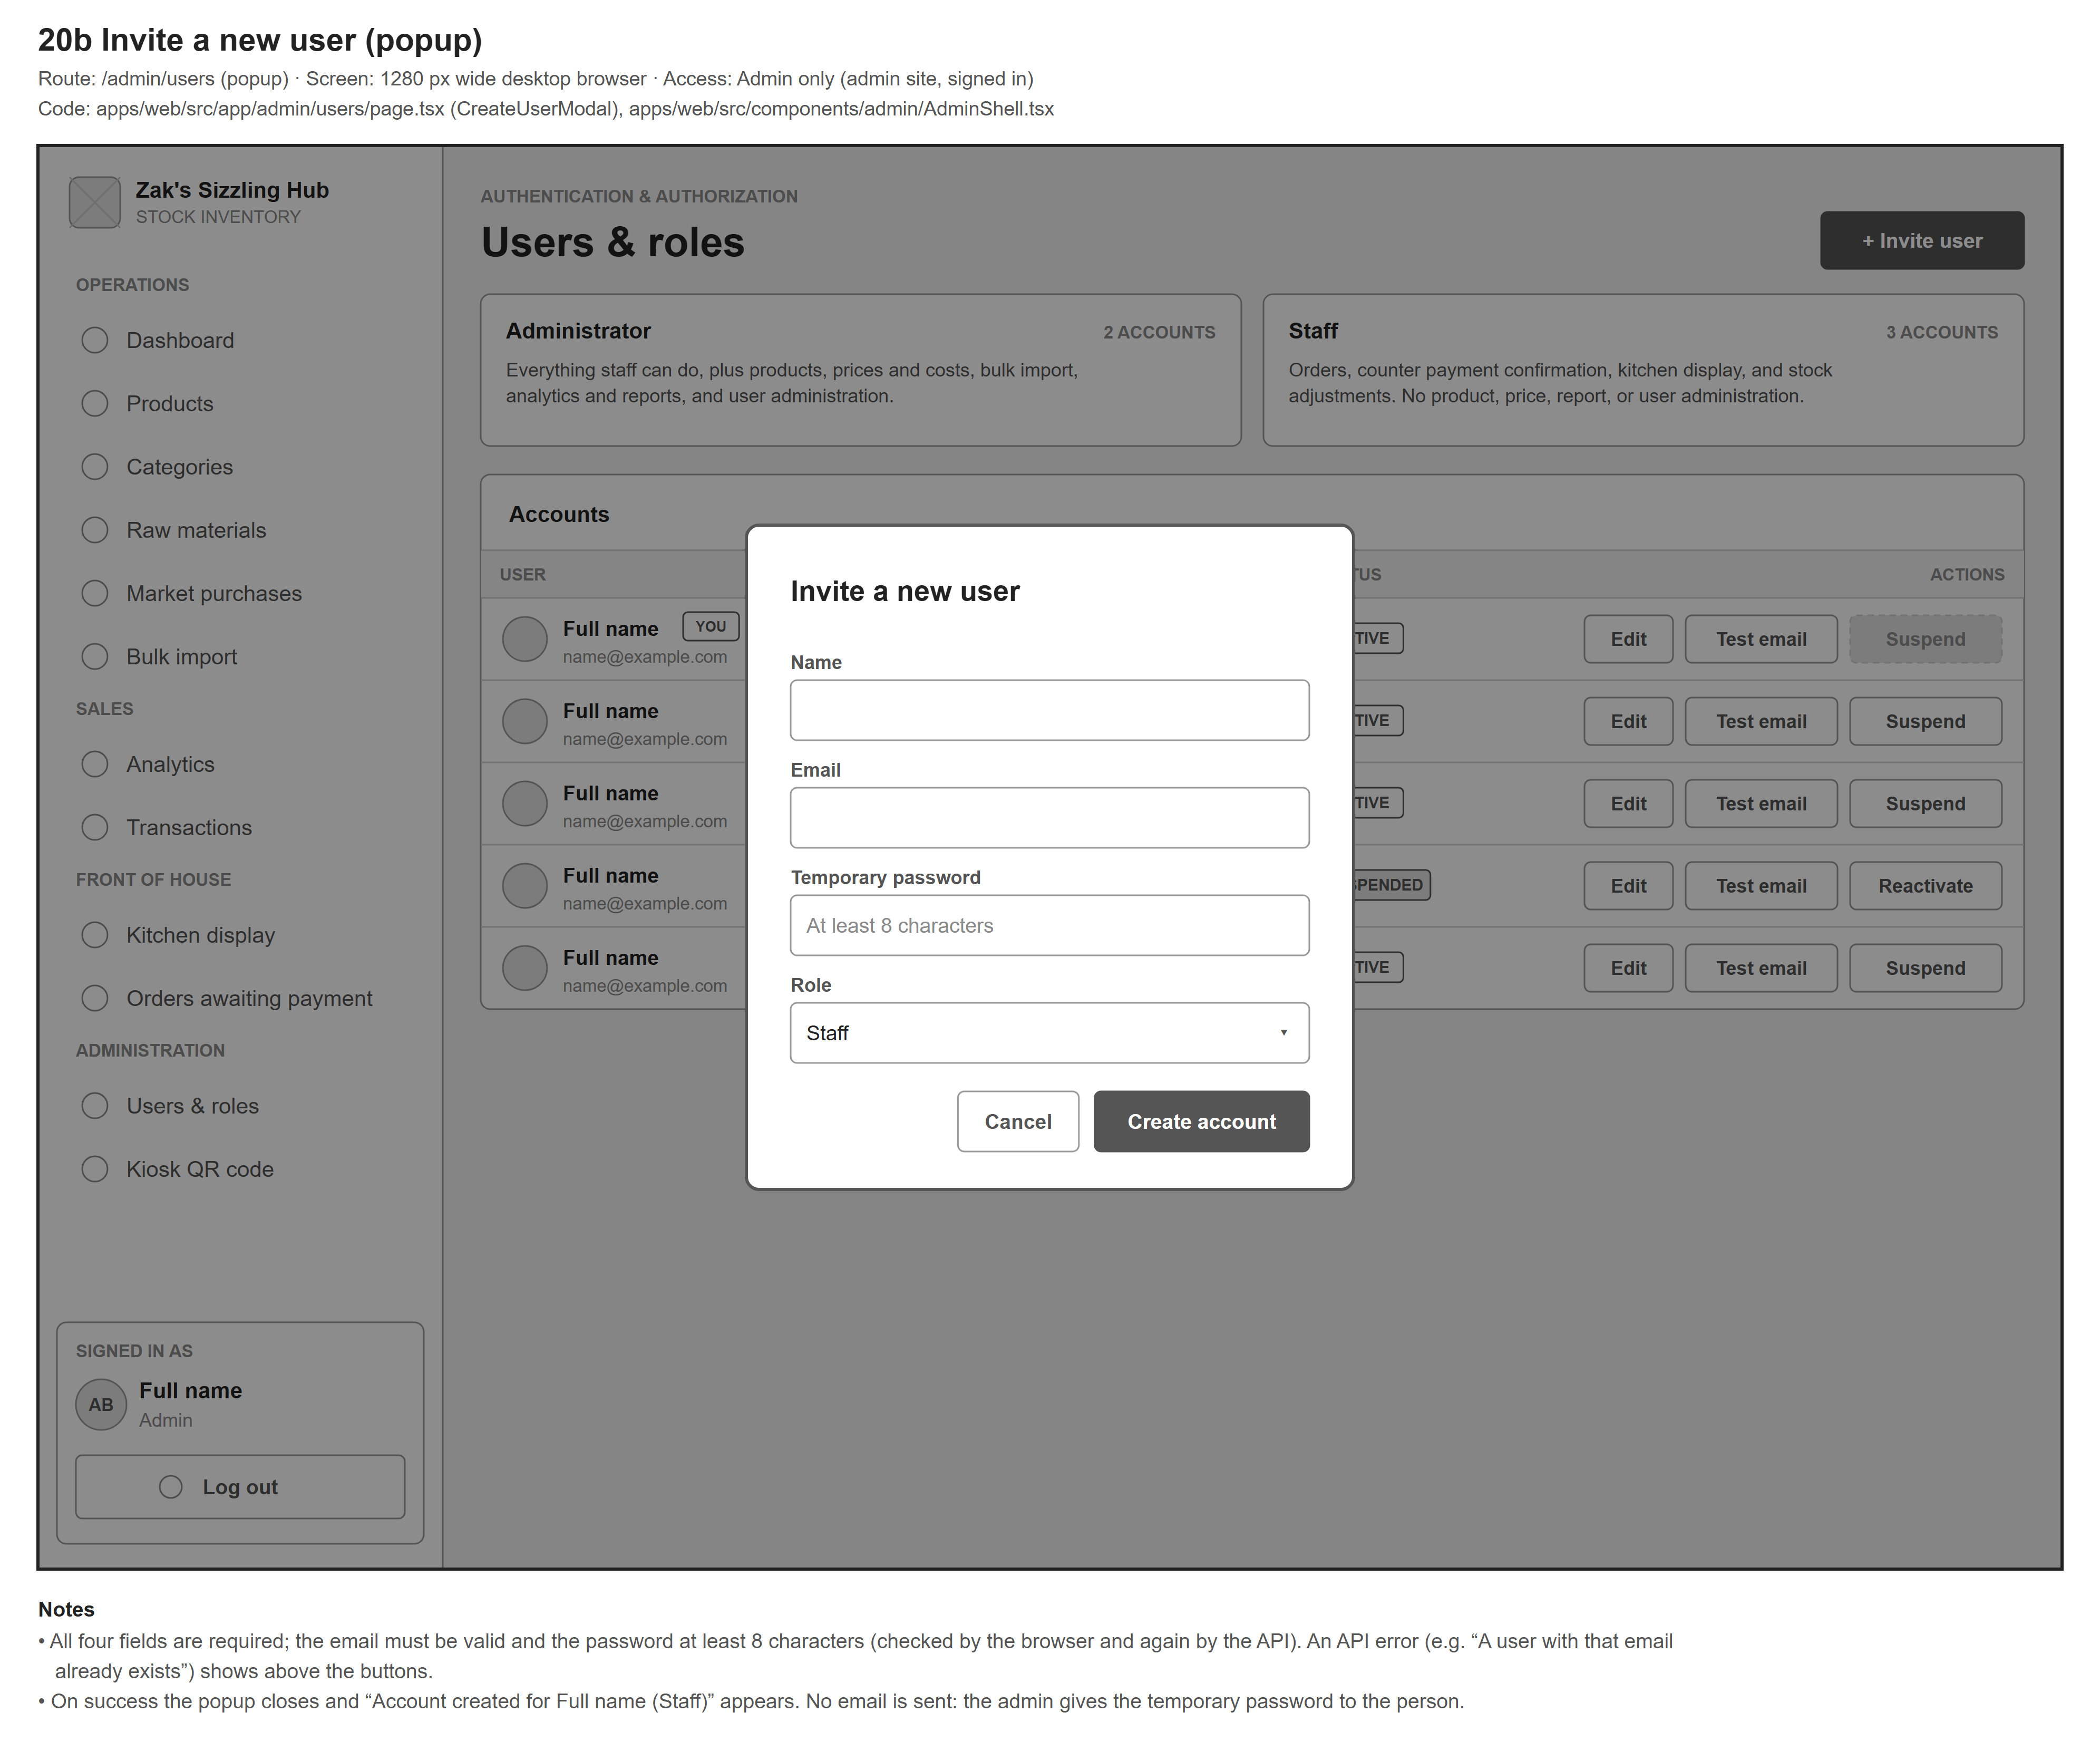 20b Invite a new user (popup)
Route: /admin/users (popup) · Screen: 1280 px wide desktop browser · Access: Admin only (admin site, signed in)
Code: apps/web/src/app/admin/users/page.tsx (CreateUserModal), apps/web/src/components/admin/AdminShell.tsx
Zak's Sizzling Hub
STOCK INVENTORY
OPERATIONS
Dashboard
Products
Categories
Raw materials
Market purchases
Bulk import
SALES
Analytics
Transactions
FRONT OF HOUSE
Kitchen display
Orders awaiting payment
ADMINISTRATION
Users & roles
Kiosk QR code
SIGNED IN AS
AB
Full name
Admin
Log out
AUTHENTICATION & AUTHORIZATION
Users & roles
+ Invite user
Administrator
2 ACCOUNTS
Everything staff can do, plus products, prices and costs, bulk import,
analytics and reports, and user administration.
Staff
3 ACCOUNTS
Orders, counter payment confirmation, kitchen display, and stock
adjustments. No product, price, report, or user administration.
Accounts
USER
TUS
ACTIONS
Full name YOU
name@example.com
TIVE
Edit Test email Suspend
Full name
name@example.com
TIVE
Edit Test email Suspend
Full name
name@example.com
TIVE
Edit Test email Suspend
Full name
name@example.com
PENDED
Edit Test email Reactivate
Full name
name@example.com
TIVE
Edit Test email Suspend
Invite a new user
Name
Email
Temporary password
At least 8 characters
Role
Staff
Cancel Create account
Notes
• All four fields are required; the email must be valid and the password at least 8 characters (checked by the browser and again by the API). An API error (e.g. “A user with that email
already exists”) shows above the buttons.
• On success the popup closes and “Account created for Full name (Staff)” appears. No email is sent: the admin gives the temporary password to the person.